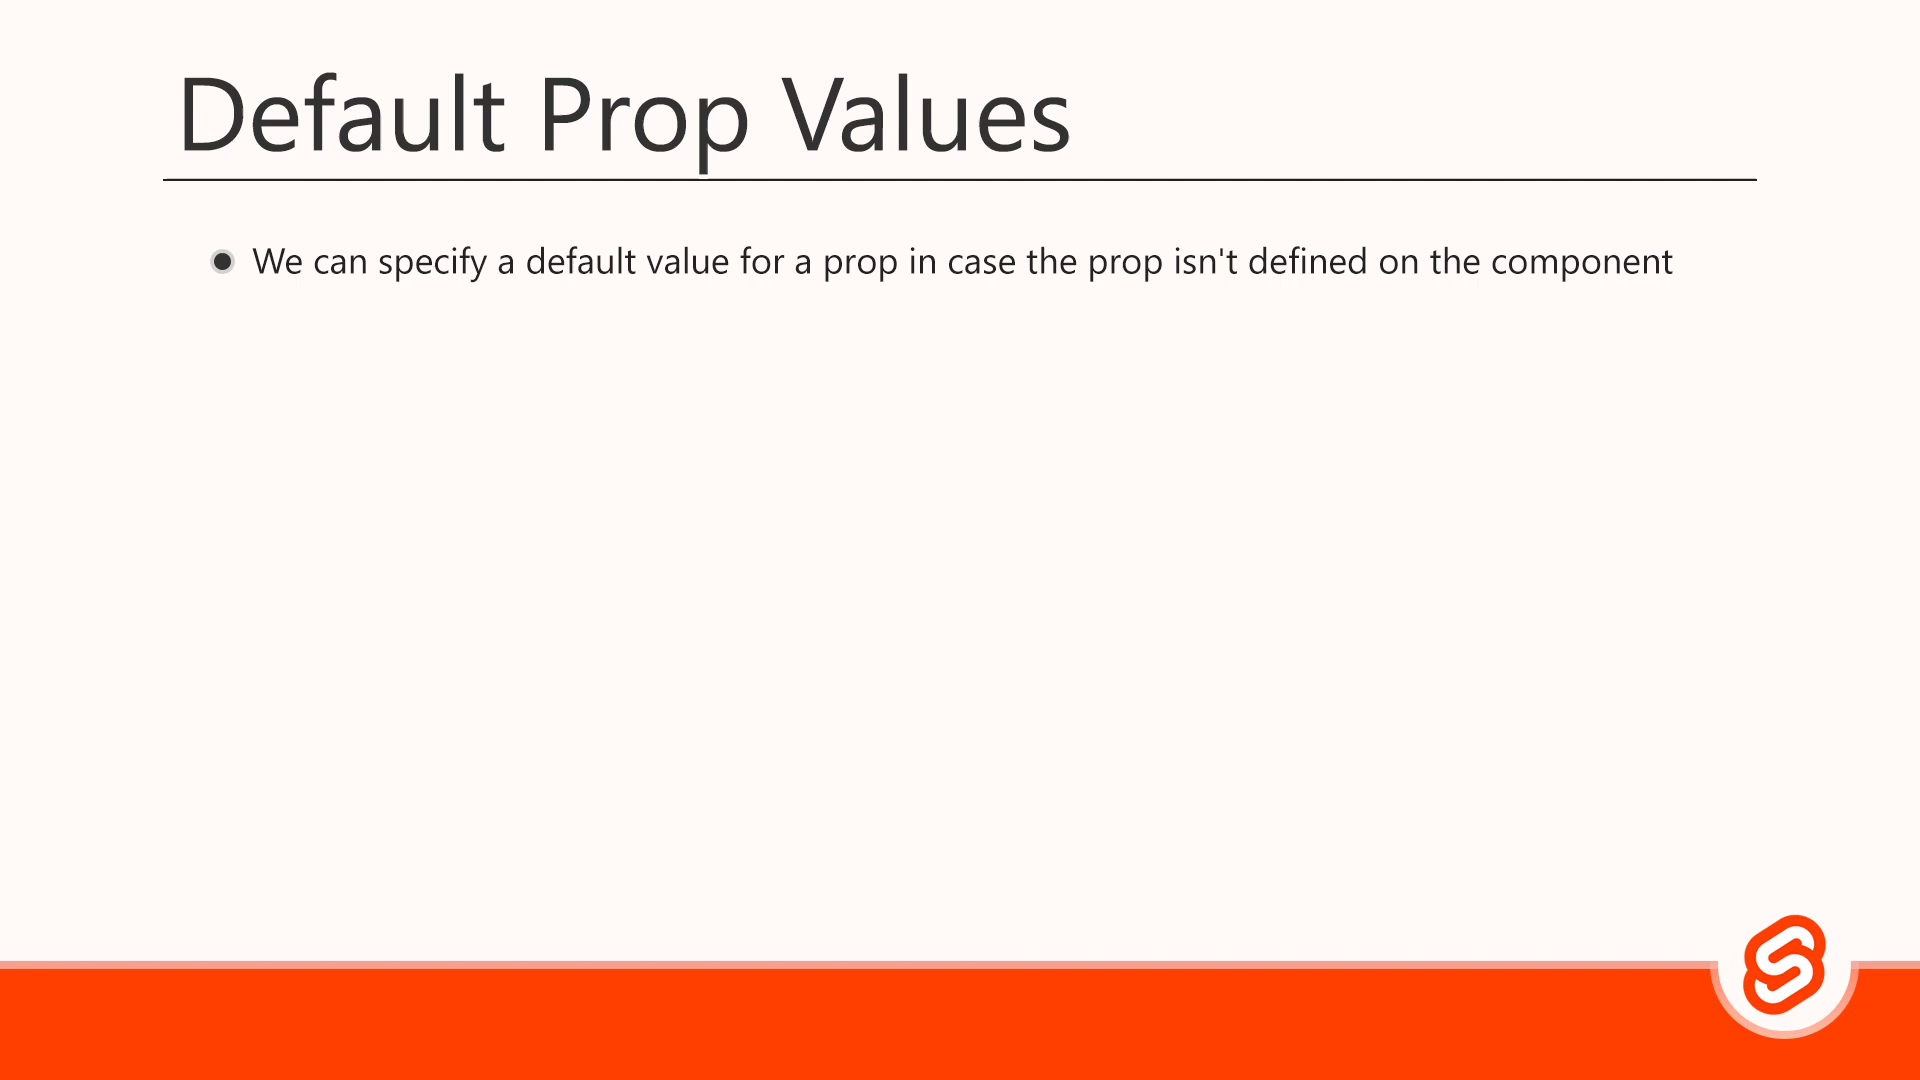 Default Prop Values
We can specify a default value for a prop in case the prop isn't defined on the component